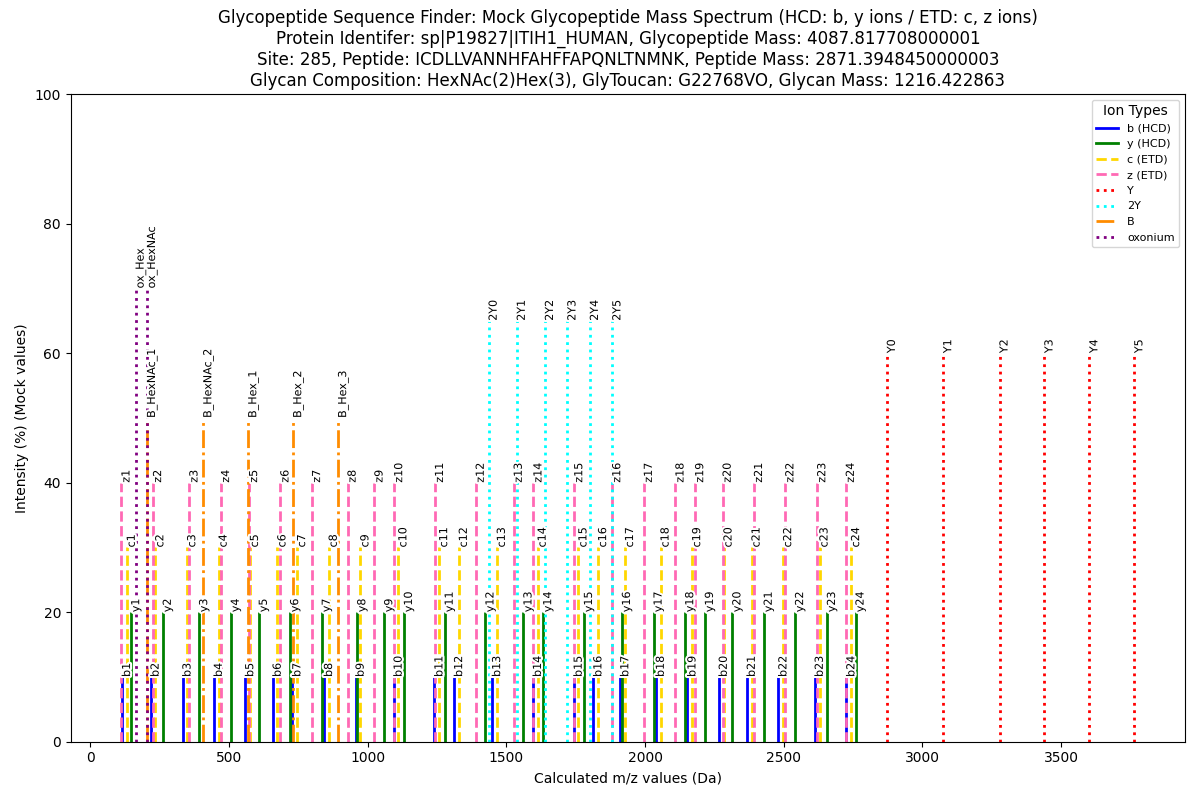 Glycopeptide Sequence Finder: Mock Glycopeptide Mass Spectrum (HCD: b, y ions / ETD: c, z ions)
Protein Identifer: sp|P19827|ITIH1_HUMAN, Glycopeptide Mass: 4087.817708000001
Site: 285, Peptide: ICDLLVANNHFAHFFAPQNLTNMNK, Peptide Mass: 2871.3948450000003
Glycan Composition: HexNAc(2)Hex(3), GlyToucan: G22768VO, Glycan Mass: 1216.422863
Intensity (%) (Mock values)
100
80
60
40
20
0
Ion Types
b (HCD)
y (HCD)
c (ETD)
z (ETD)
Y
2Y
B
oxonium
ox_Hex
ox_HexNAc
2Y0
2Y1
2Y2
2Y3
2Y4
2Y5
Y0
Y1
Y2
Y3
Y4
Y5
B_HexNAc_1
B_HexNAc_2
B_Hex_1
B_Hex_2
B_Hex_3
z1
z2
z3
z4
z5
z6
z7
z8
z9
z10
z11
z12
z13
z14
z15
z16
z17
z18
z19
z20
z21
z22
z23
z24
c1
c2
c3
c4
c5
c6
c7
c8
c9
c10
c11
c12
c13
c14
c15
c16
c17
c18
c19
c20
c21
c22
c23
c24
y1
y2
y3
y4
y5
y6
y7
y8
y9
y10
y11
y12
y13
y14
y15
y16
y17
y18
y19
y20
y21
y22
y23
y24
b1
b2
b3
b4
b5
b6
b7
b8
b9
b10
b11
b12
b13
b14
b15
b16
b17
b18
b19
b20
b21
b22
b23
b24
0
500
1000
1500
2000
2500
3000
3500
Calculated m/z values (Da)